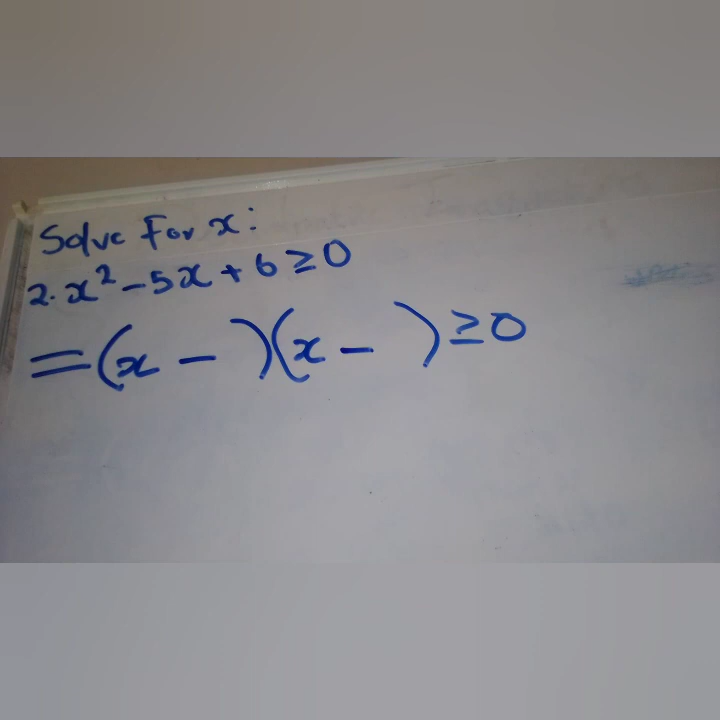 Solve For x:
2. x² - 5x + 6 ≥ 0
= (x - )(x - ) ≥ 0